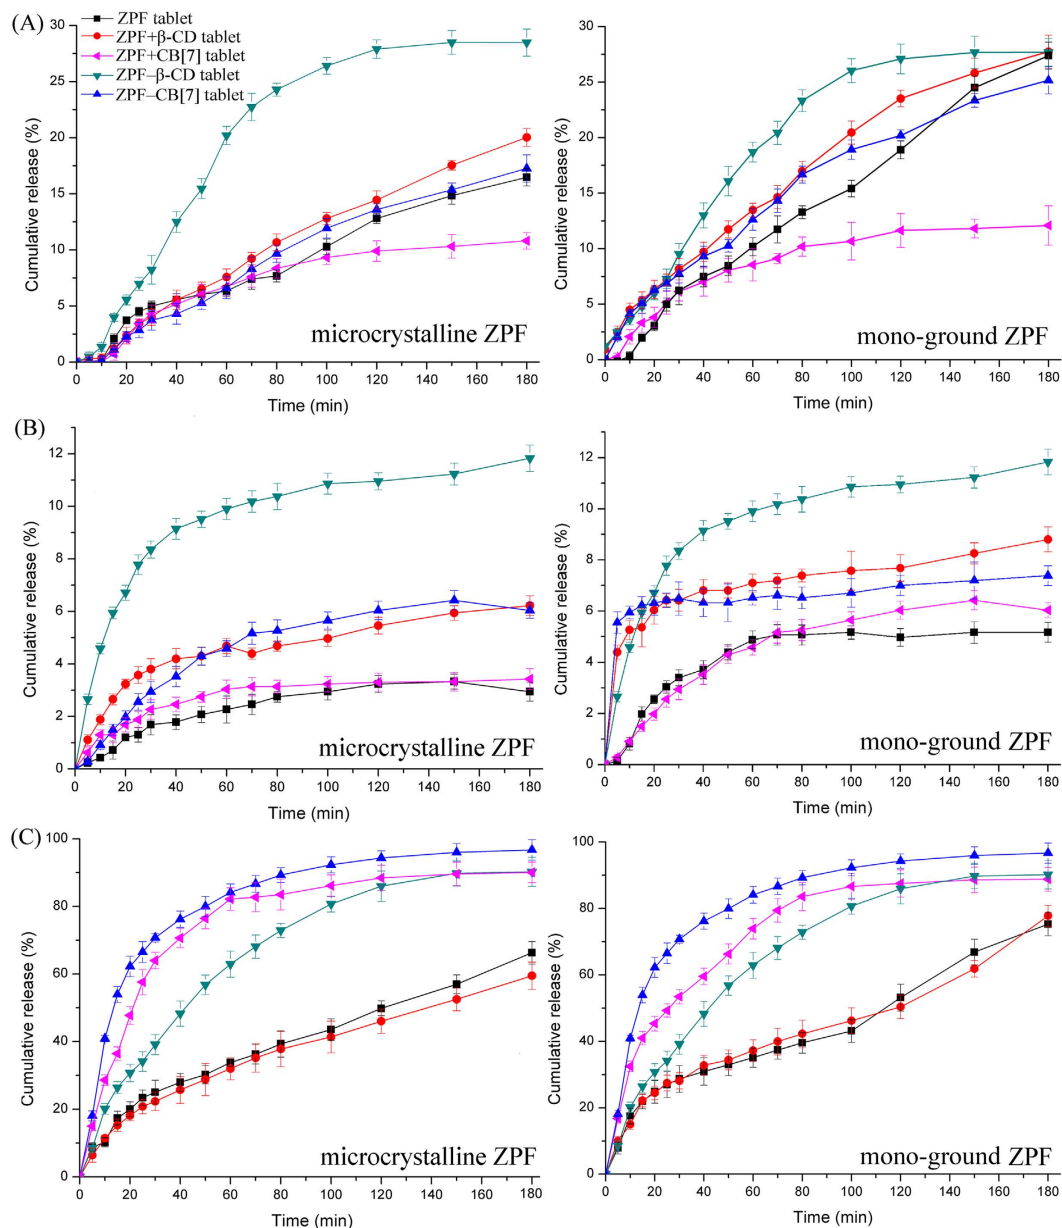 (A)
ZPF tablet
ZPF+β-CD tablet
ZPF+CB[7] tablet
ZPF–β-CD tablet
ZPF–CB[7] tablet
30
25
20
15
10
5
0
Cumulative release (%)
microcrystalline ZPF
0 20 40 60 80 100 120 140 160 180
Time (min)
30
25
20
15
10
5
0
Cumulative release (%)
mono-ground ZPF
0 20 40 60 80 100 120 140 160 180
Time (min)
(B)
12
10
8
6
4
2
0
Cumulative release (%)
microcrystalline ZPF
0 20 40 60 80 100 120 140 160 180
Time (min)
12
10
8
6
4
2
0
Cumulative release (%)
mono-ground ZPF
0 20 40 60 80 100 120 140 160 180
Time (min)
(C)
100
80
60
40
20
0
Cumulative release (%)
microcrystalline ZPF
0 20 40 60 80 100 120 140 160 180
Time (min)
100
80
60
40
20
0
Cumulative release (%)
mono-ground ZPF
0 20 40 60 80 100 120 140 160 180
Time (min)